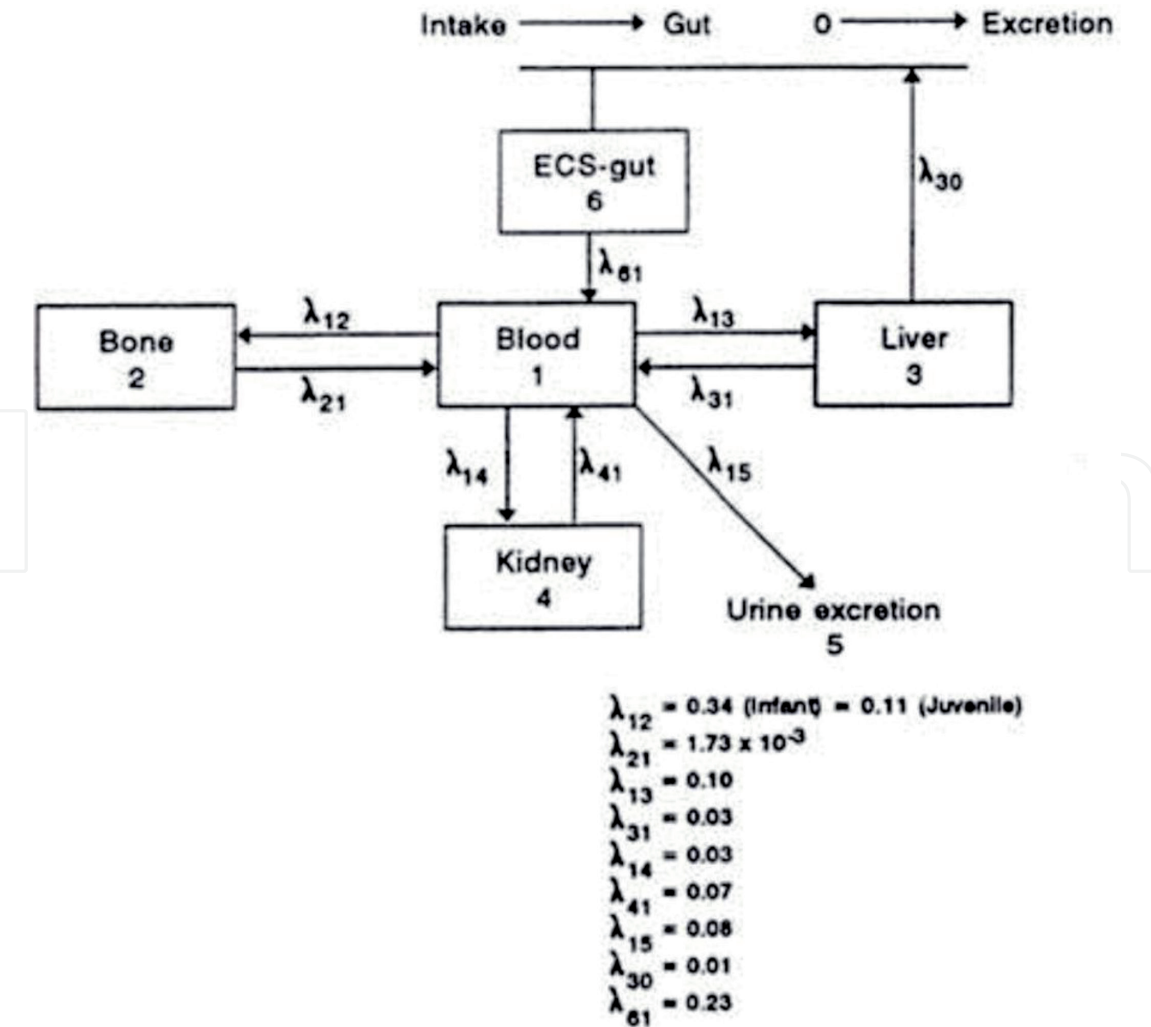 Intake Gut 0 Excretion
ECS-gut
6
λ30
λ61
Bone
2
λ12
λ21
Blood
1
λ13
λ31
Liver
3
λ14
λ41
λ15
Kidney
4
Urine excretion
5
λ12 = 0.34 (Infant) = 0.11 (Juvenile)
λ21 = 1.73 x 10-3
λ13 = 0.10
λ31 = 0.03
λ14 = 0.03
λ41 = 0.07
λ15 = 0.08
λ30 = 0.01
λ61 = 0.23